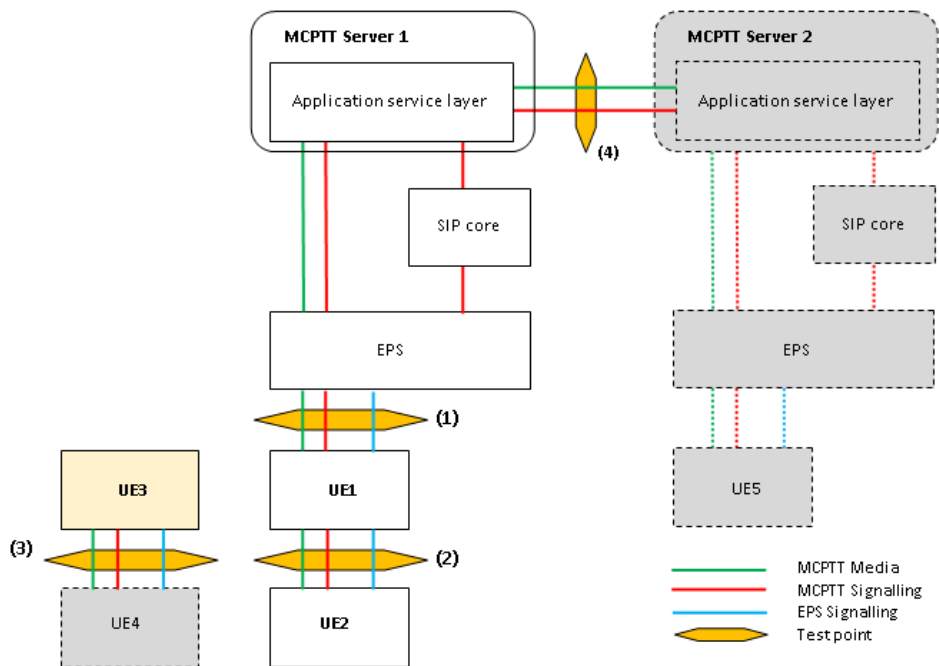 MCPTT Server 1
MCPTT Server 2
Application service layer
Application service layer
(4)
SIP core
SIP core
EPS
EPS
(1)
UE3
UE1
UE5
(3)
(2)
UE4
UE2
MCPTT Media
MCPTT Signalling
EPS Signalling
Test point